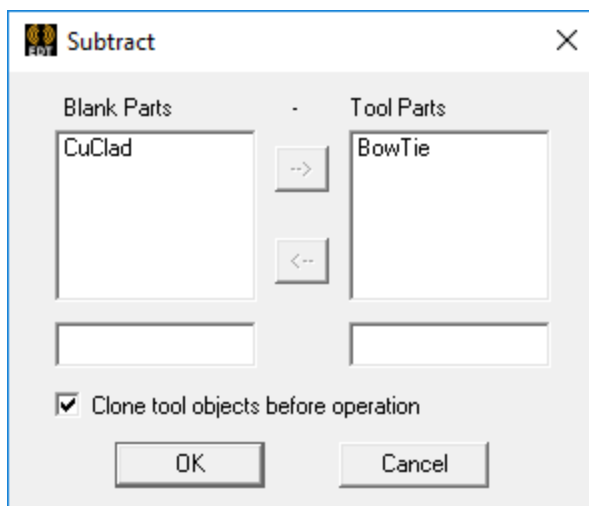 EDT Subtract
Blank Parts - Tool Parts
CuClad
BowTie
-->
<--
Clone tool objects before operation
OK
Cancel